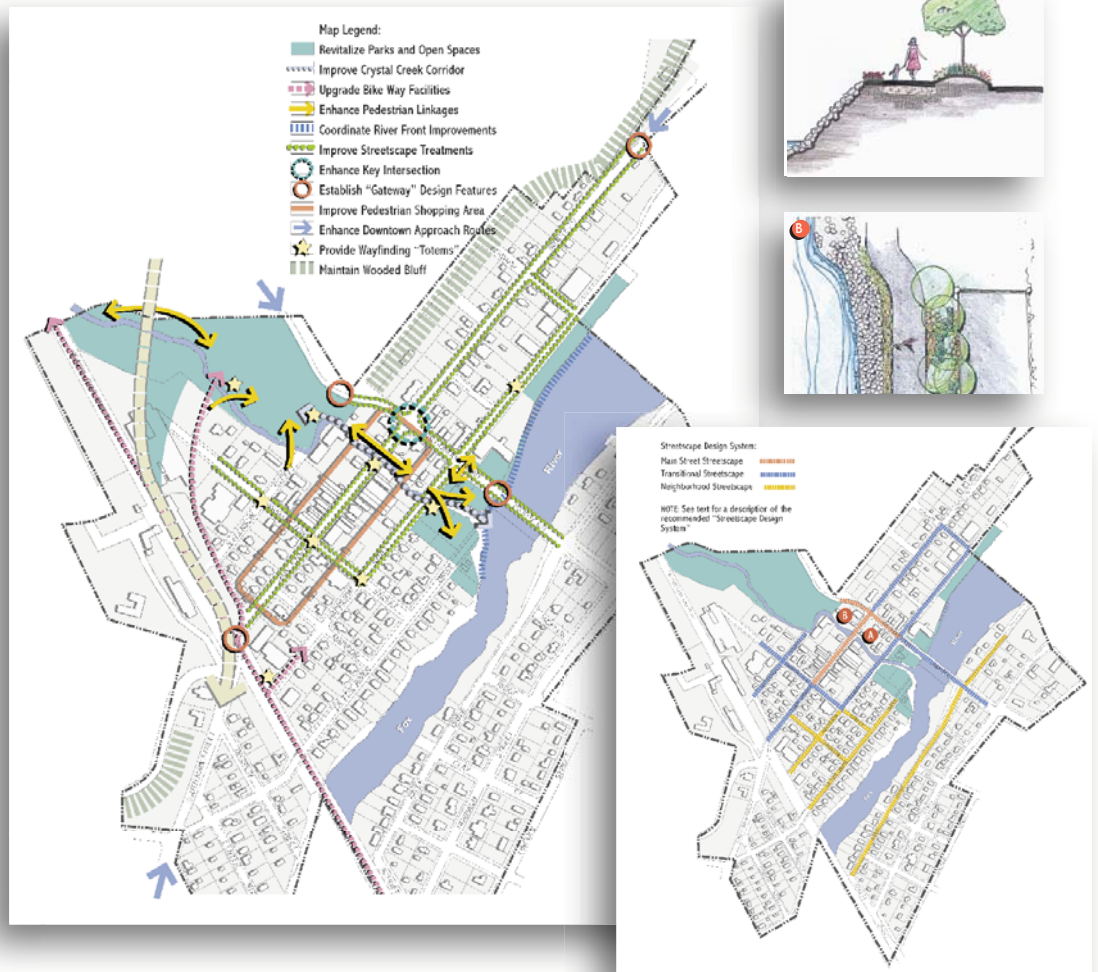 Map Legend:
Revitalize Parks and Open Spaces
Improve Crystal Creek Corridor
Upgrade Bike Way Facilities
Enhance Pedestrian Linkages
Coordinate River Front Improvements
Improve Streetscape Treatments
Enhance Key Intersection
Establish "Gateway" Design Features
Improve Pedestrian Shopping Area
Enhance Downtown Approach Routes
Provide Wayfinding "Totems"
Maintain Wooded Bluff
River
Fox
B
Streetscape Design System:
Main Street Streetscape
Transitional Streetscape
Neighborhood Streetscape
NOTE: See text for a description of the
recommended "Streetscape Design
System"
B
A
River
Fox